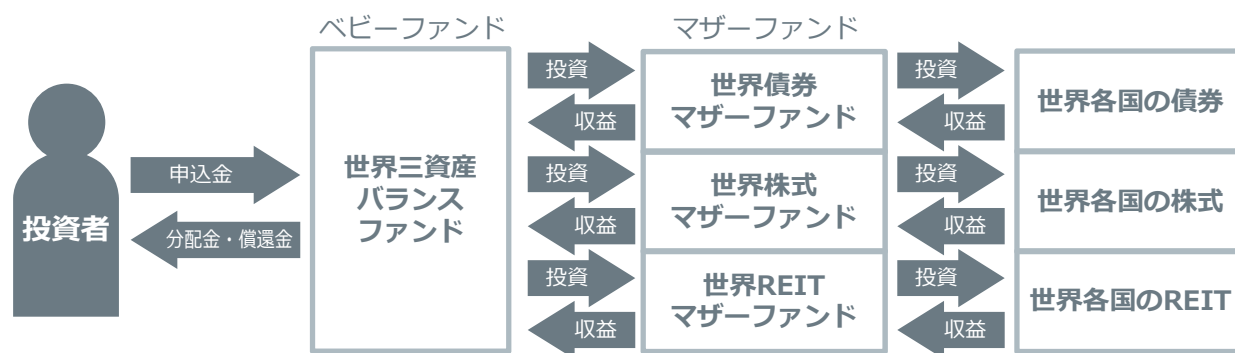 ベビーファンド
マザーファンド
投資者
申込金
分配金・償還金
世界三資産
バランス
ファンド
投資
収益
世界債券
マザーファンド
投資
収益
世界各国の債券
投資
収益
世界株式
マザーファンド
投資
収益
世界各国の株式
投資
収益
世界REIT
マザーファンド
投資
収益
世界各国のREIT